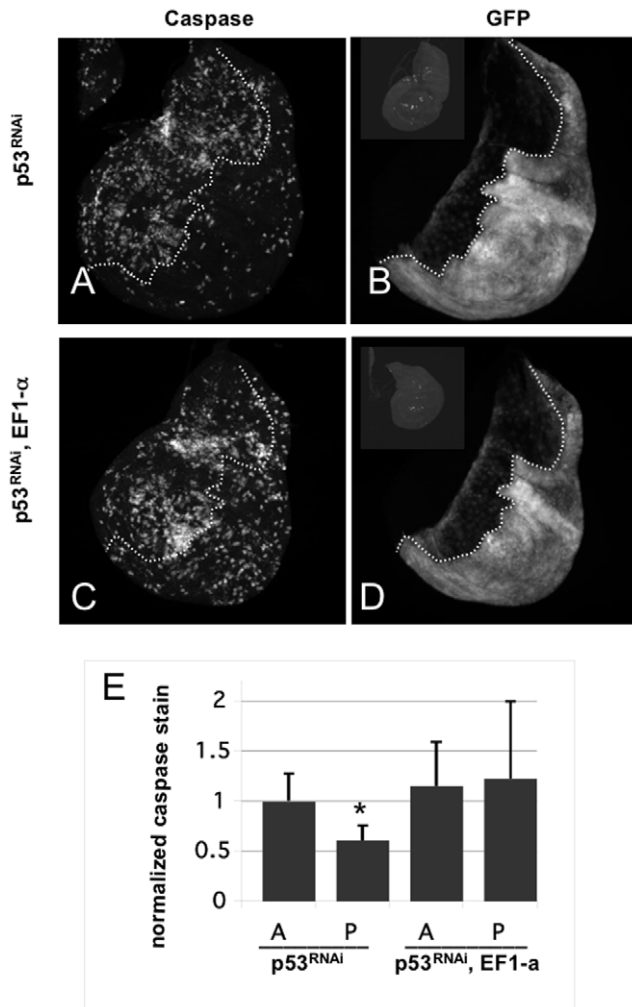 Caspase GFP
p53RNAi
A B
p53RNAi, EF1-α
C D
E
normalized caspase stain
2
1.5
1
0.5
0
*
A P A P
p53RNAi p53RNAi, EF1-a